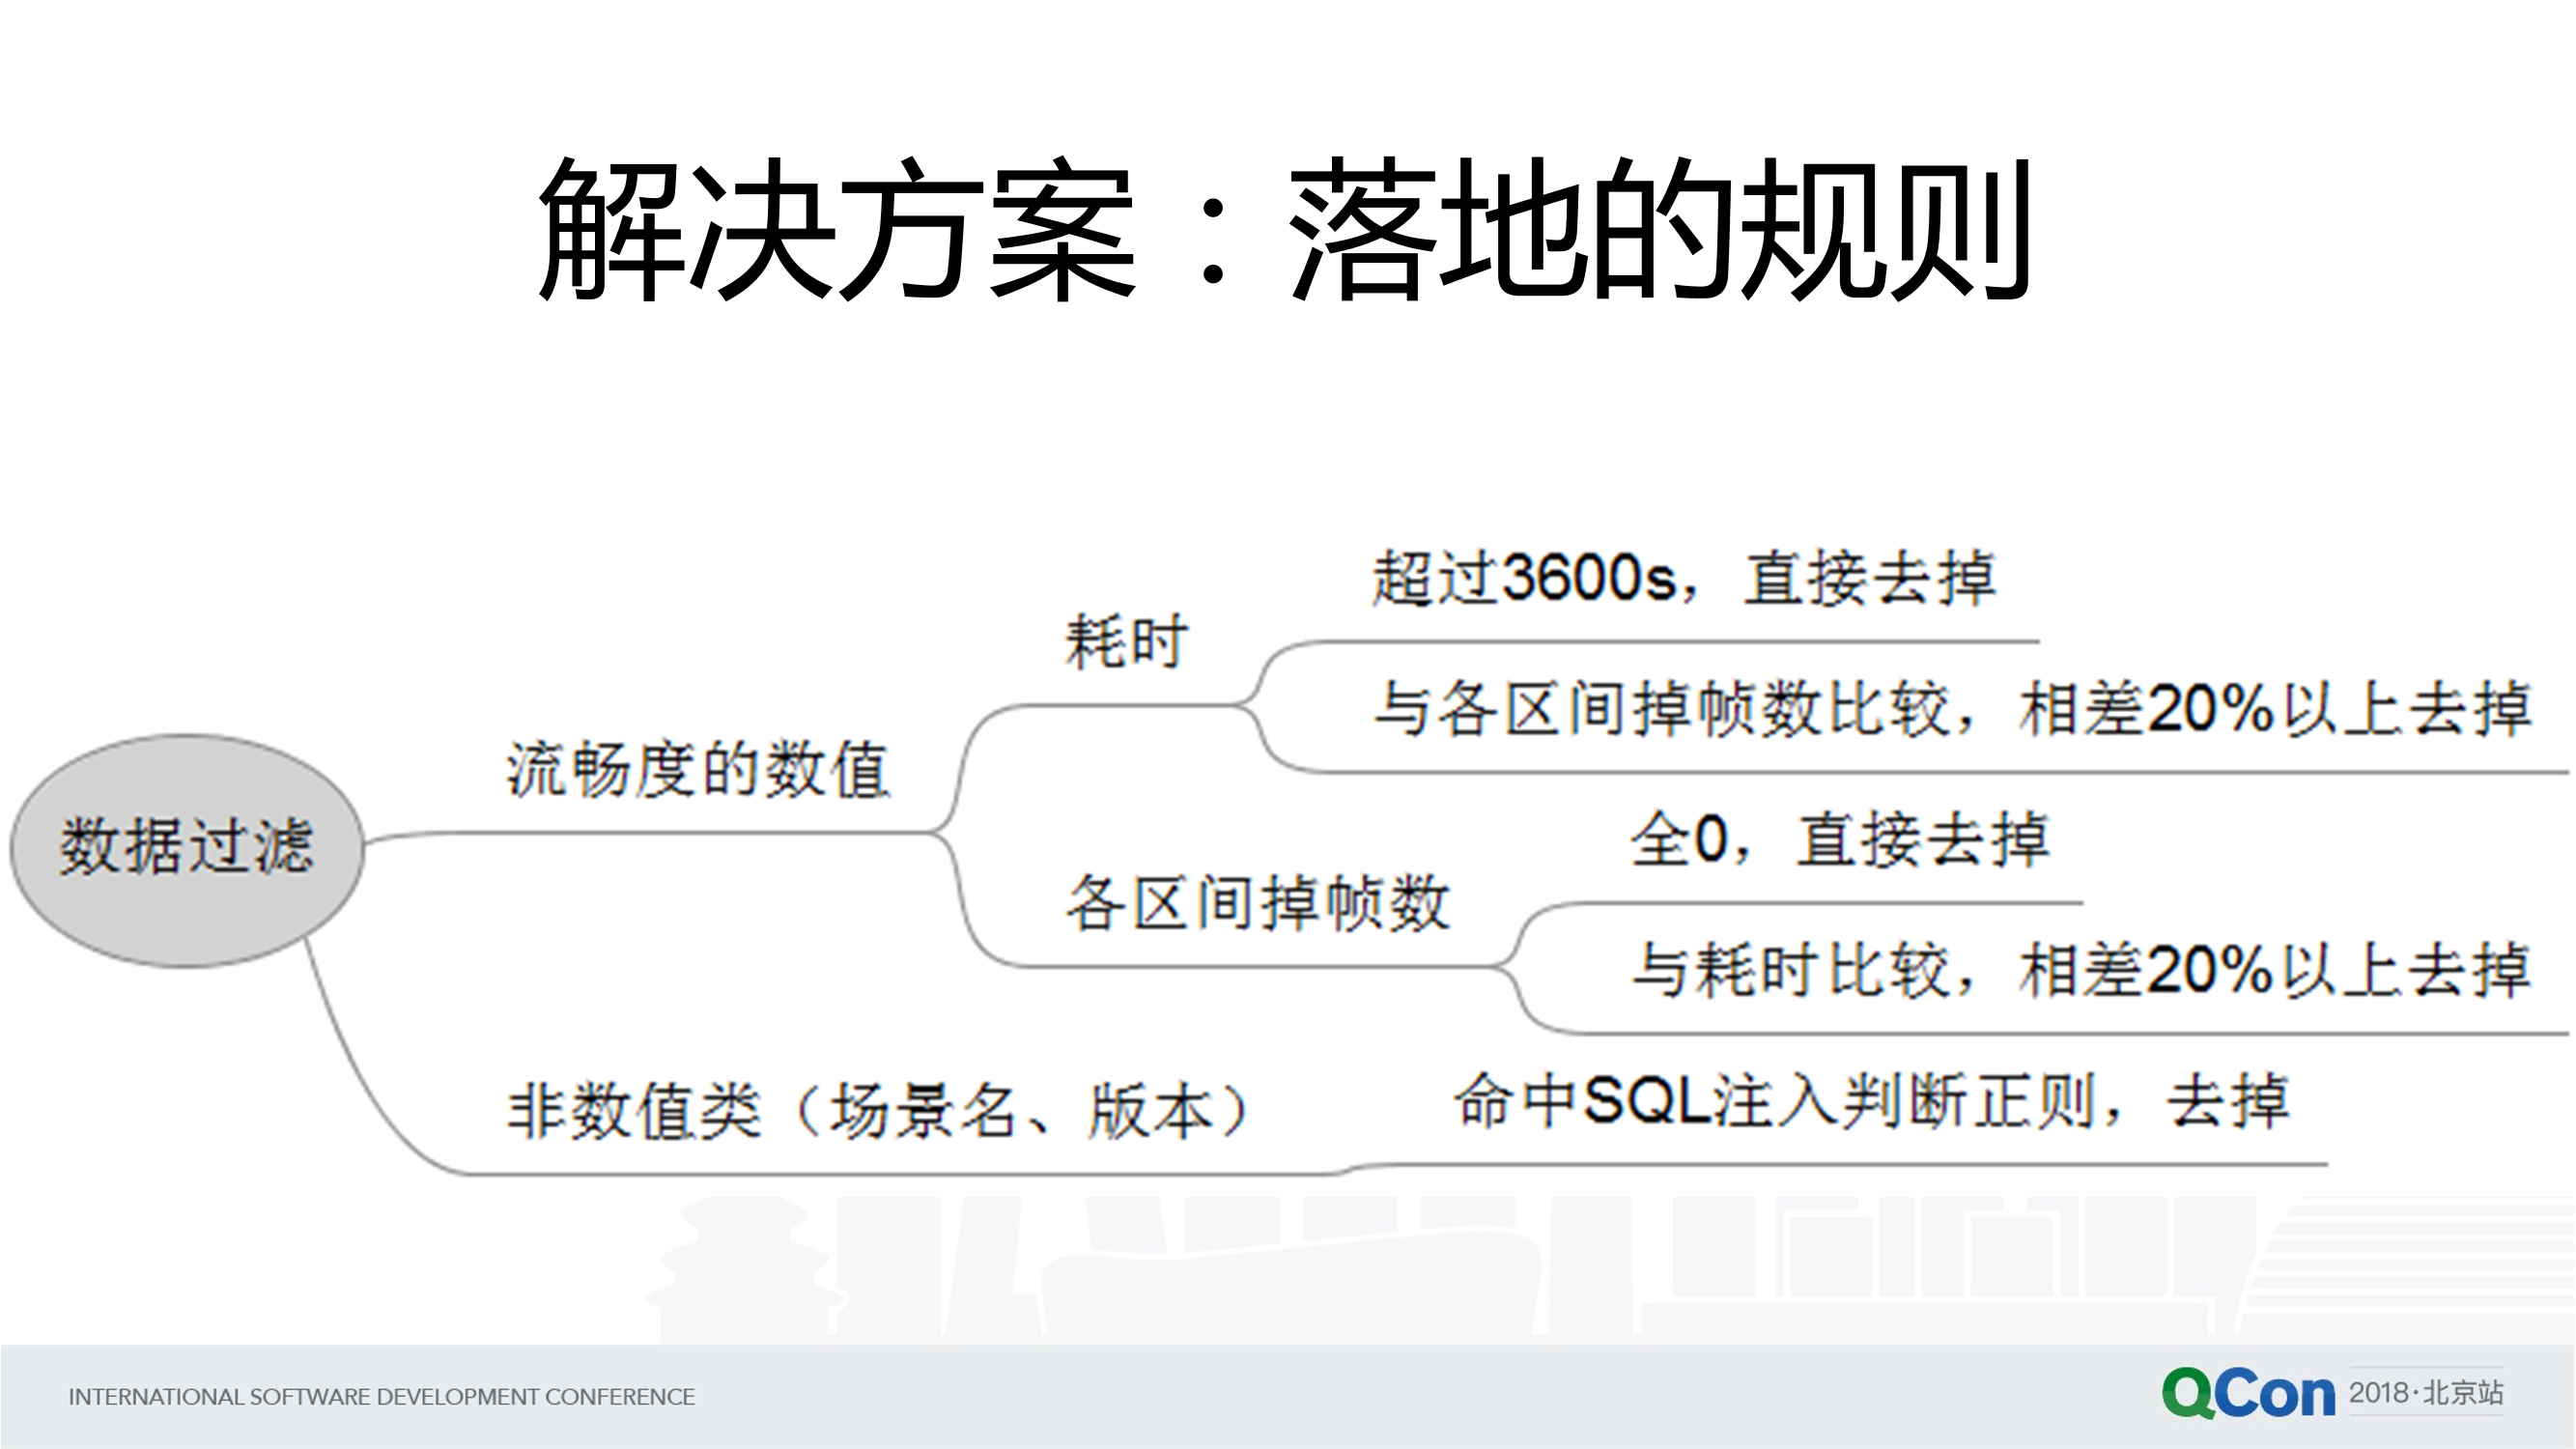 解决方案：落地的规则
数据过滤
流畅度的数值
耗时
超过3600s，直接去掉
与各区间掉帧数比较，相差20%以上去掉
各区间掉帧数
全0，直接去掉
与耗时比较，相差20%以上去掉
非数值类（场景名、版本）
命中SQL注入判断正则，去掉
INTERNATIONAL SOFTWARE DEVELOPMENT CONFERENCE
QCon 2018·北京站